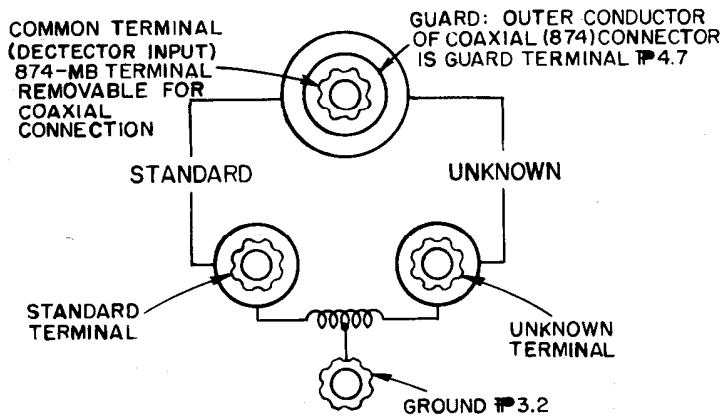 COMMON TERMINAL
(DECTECTOR INPUT)
874-MB TERMINAL
REMOVABLE FOR
COAXIAL
CONNECTION
GUARD: OUTER CONDUCTOR
OF COAXIAL (874) CONNECTOR
IS GUARD TERMINAL ¶ 4.7
STANDARD
UNKNOWN
STANDARD
TERMINAL
UNKNOWN
TERMINAL
GROUND ¶ 3.2